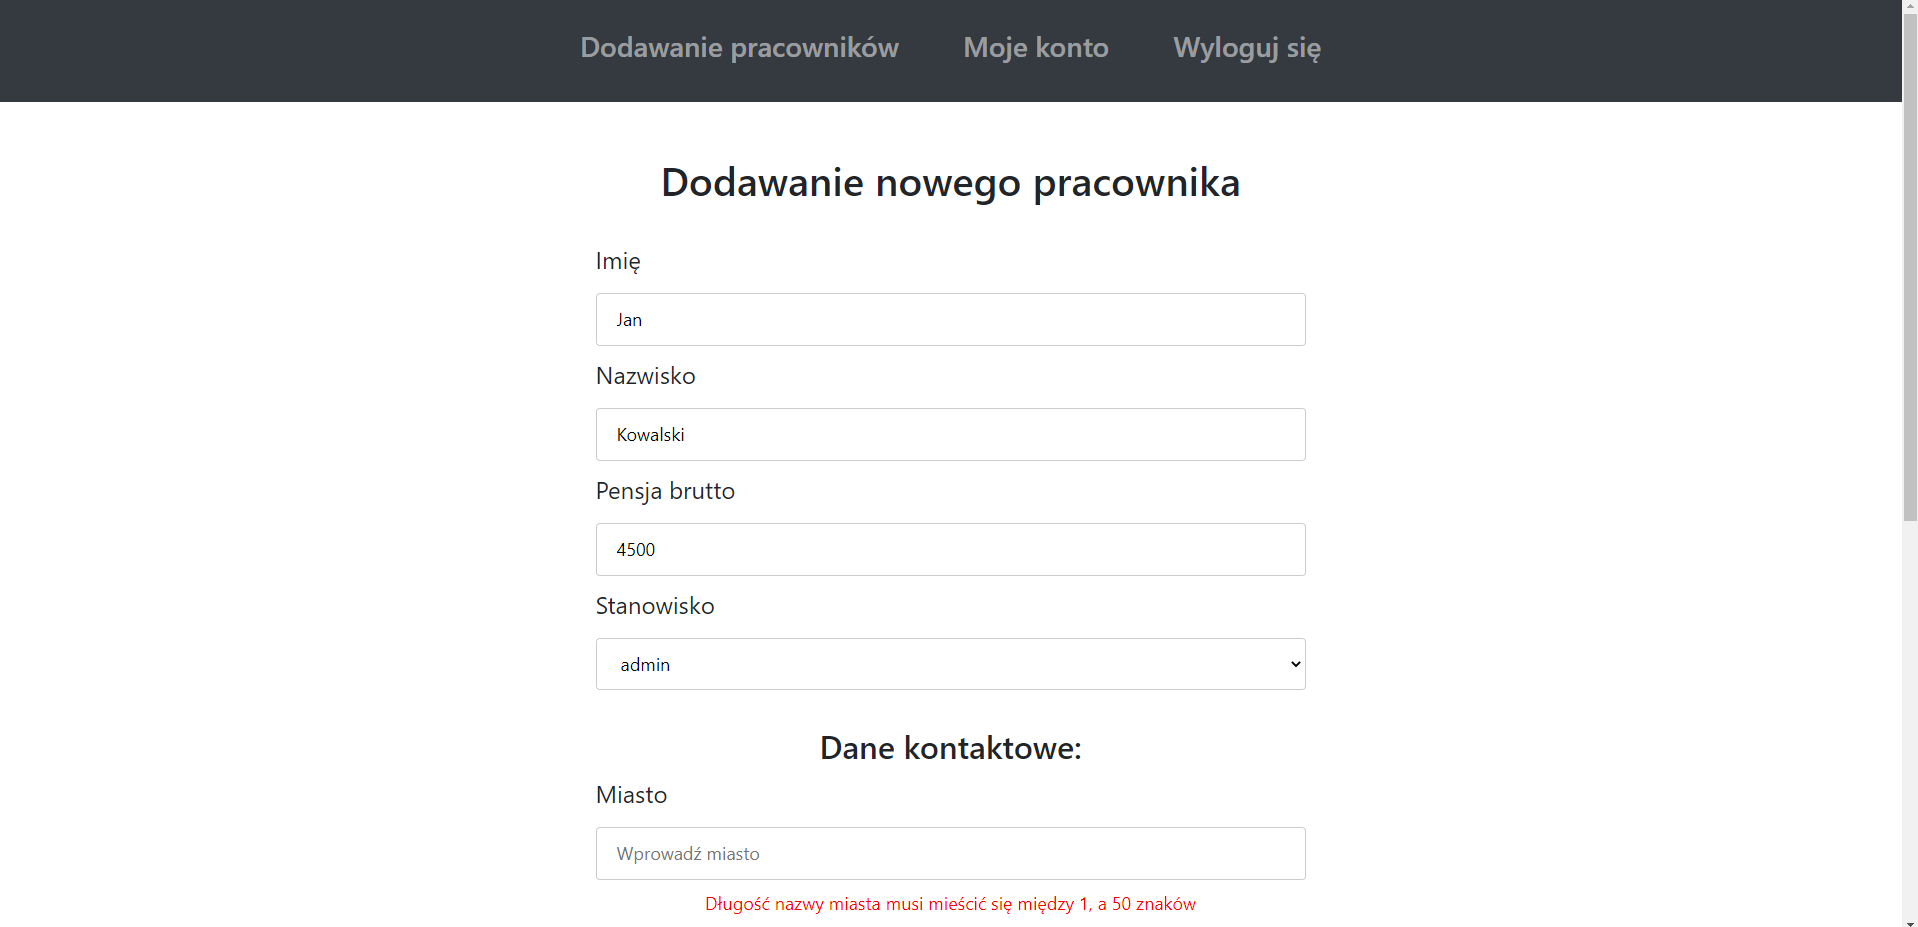 Dodawanie pracowników Moje konto Wyloguj się
Dodawanie nowego pracownika
Imię
Jan
Nazwisko
Kowalski
Pensja brutto
4500
Stanowisko
admin
Dane kontaktowe:
Miasto
Wprowadź miasto
Długość nazwy miasta musi mieścić się między 1, a 50 znaków